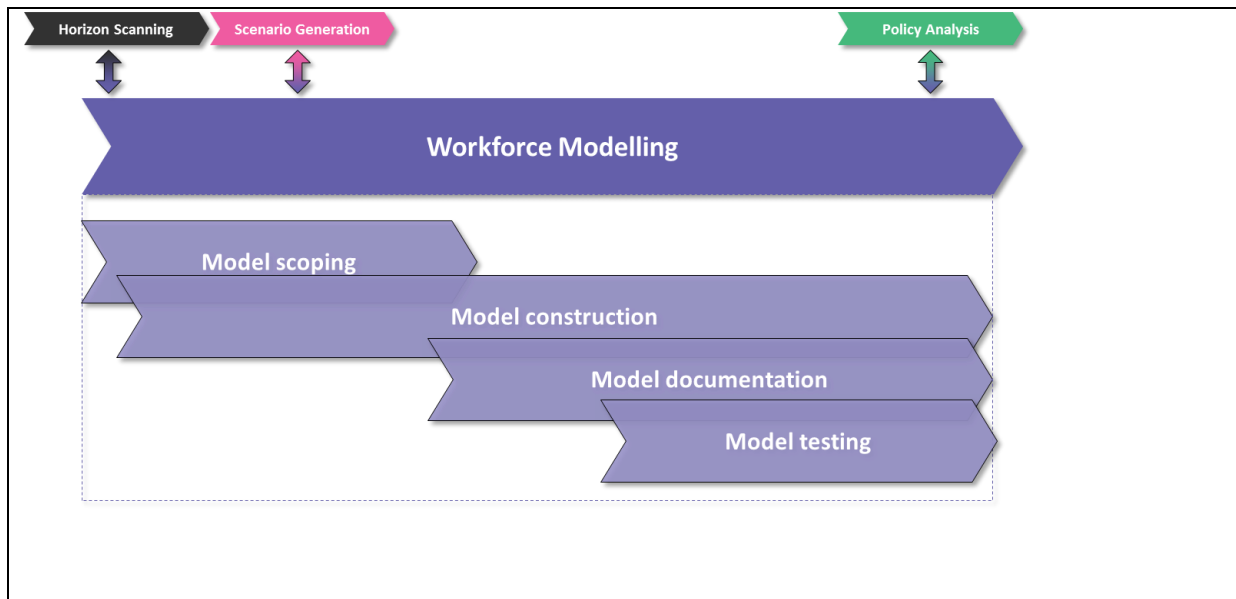 Horizon Scanning
Scenario Generation
Policy Analysis
Workforce Modelling
Model scoping
Model construction
Model documentation
Model testing